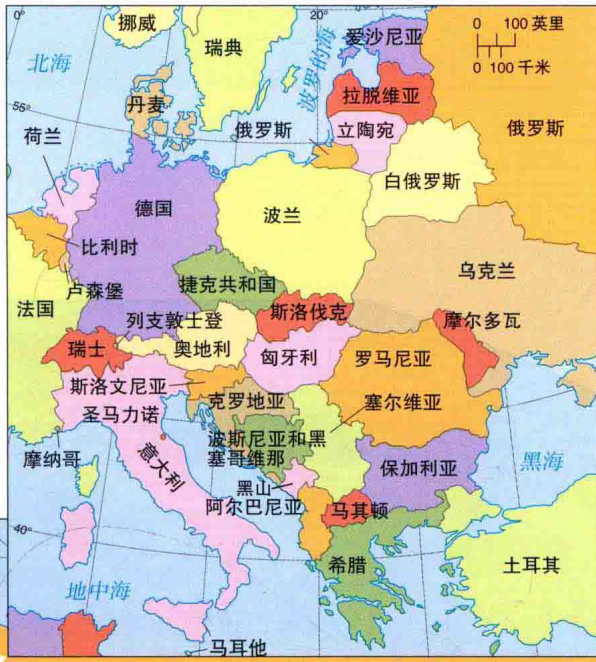 挪威
20°
爱沙尼亚
0 100 英里
0 100 千米
瑞典
北海
波罗的海
丹麦
拉脱维亚
55°
荷兰
俄罗斯
立陶宛
俄罗斯
白俄罗斯
德国
波兰
比利时
乌克兰
卢森堡
捷克共和国
法国
列支敦士登
斯洛伐克
摩尔多瓦
瑞士
奥地利
匈牙利
罗马尼亚
斯洛文尼亚
克罗地亚
塞尔维亚
圣马力诺
波斯尼亚和黑
塞哥维那
摩纳哥
意大利
保加利亚
黑海
黑山
阿尔巴尼亚
马其顿
40°
希腊
土耳其
地中海
马耳他